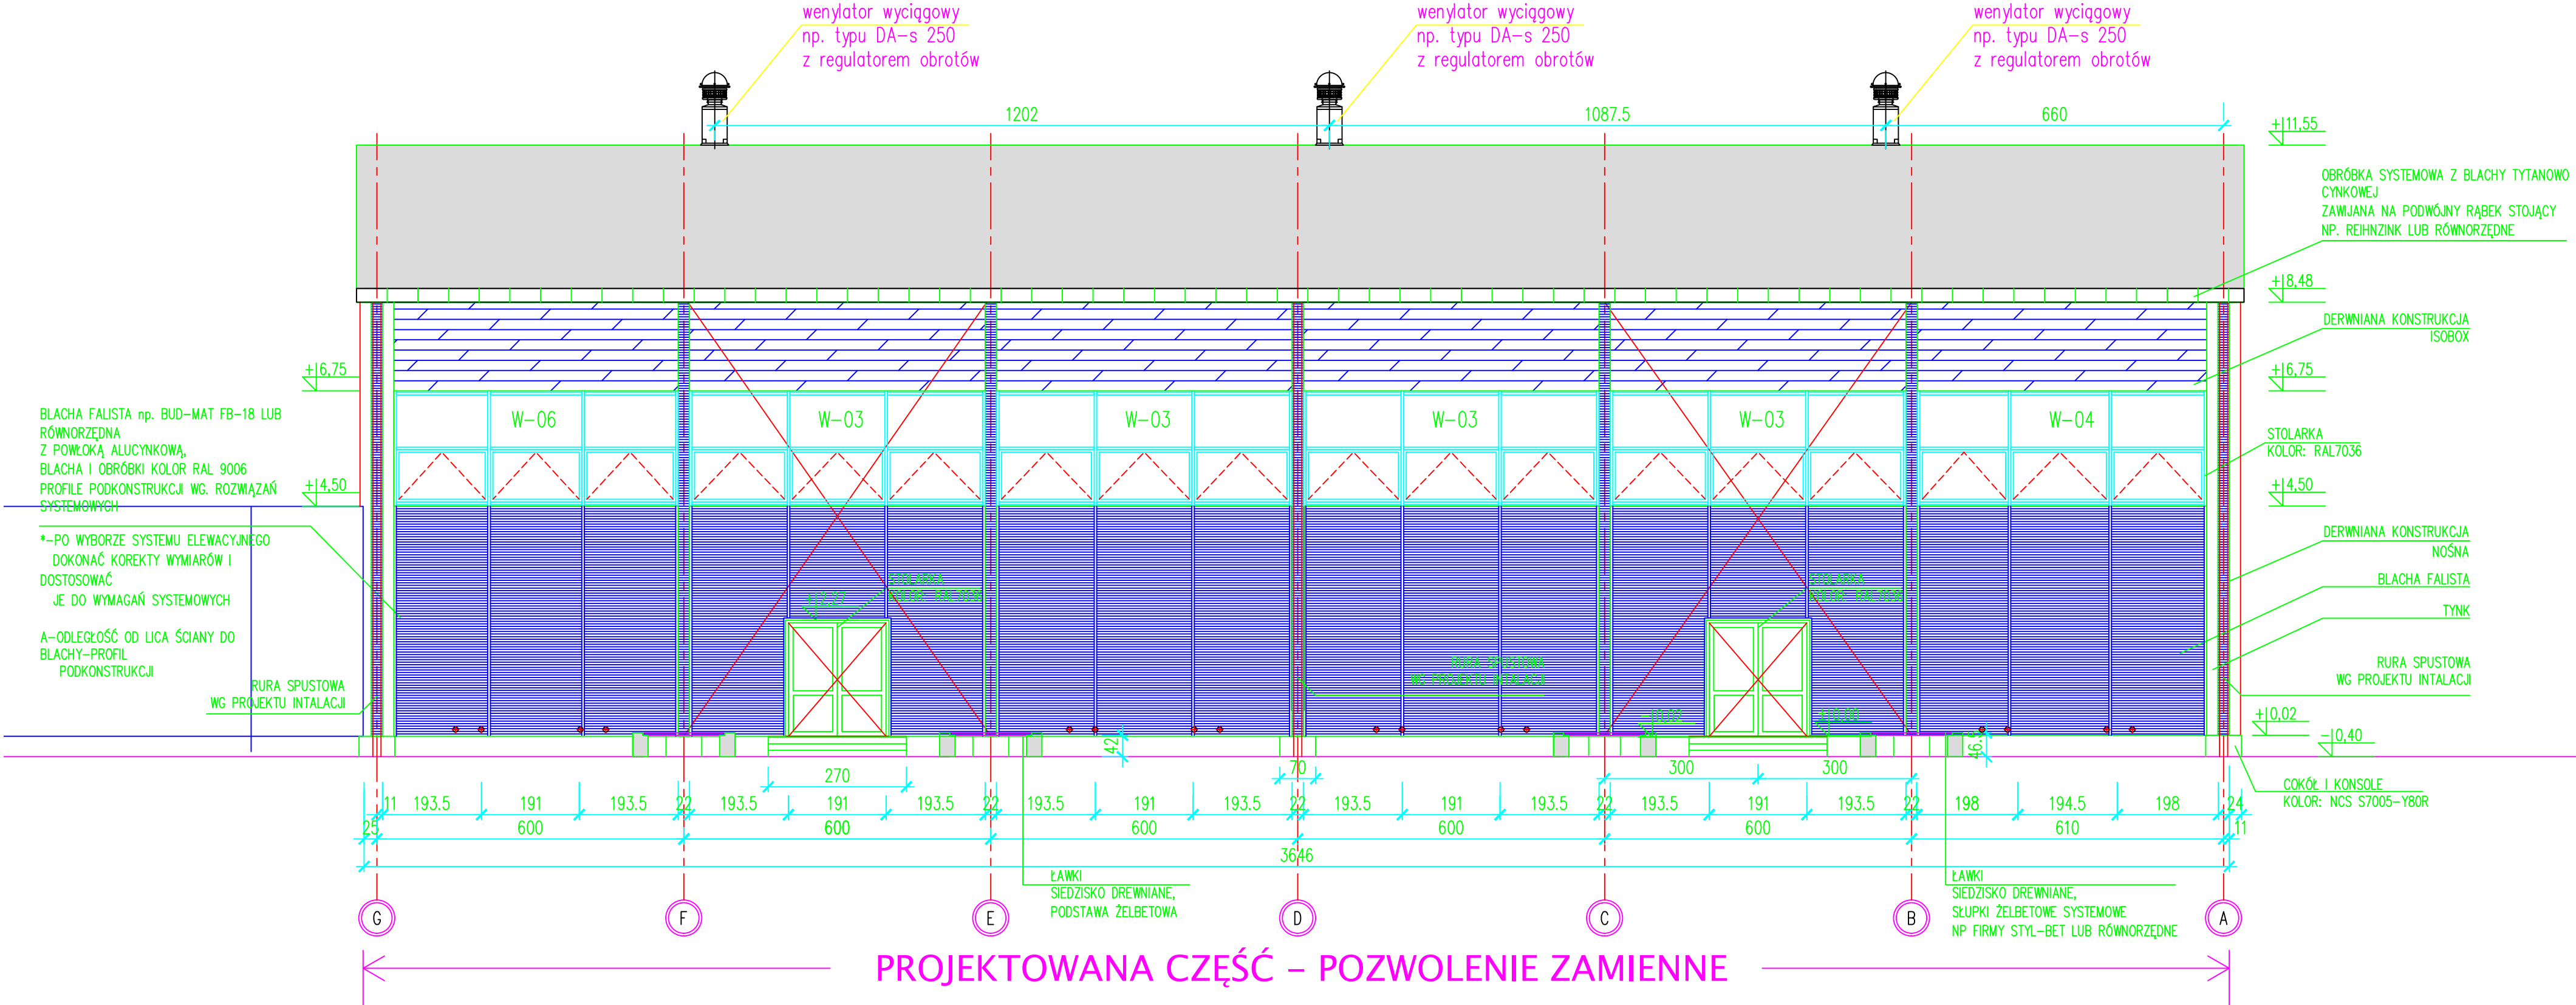 wenylator wyciągowy
np. typu DA-s 250
z regulatorem obrotów
wenylator wyciągowy
np. typu DA-s 250
z regulatorem obrotów
wenylator wyciągowy
np. typu DA-s 250
z regulatorem obrotów
1202
1087.5
660
+11,55
OBRÓBKA SYSTEMOWA Z BLACHY TYTANOWO
CYNKOWEJ
ZAWIJANA NA PODWÓJNY RĄBEK STOJĄCY
NP. REIHNZINK LUB RÓWNORZĘDNE
+8,48
DERWNIANA KONSTRUKCJA
ISOBOX
+6,75
+6,75
BLACHA FALISTA np. BUD-MAT FB-18 LUB
RÓWNORZĘDNA
Z POWŁOKĄ ALUCYNKOWĄ,
BLACHA I OBRÓBKI KOLOR RAL 9006
PROFILE PODKONSTRUKCJI WG. ROZWIĄZAŃ
SYSTEMOWYCH
+4,50
W-06
W-03
W-03
W-03
W-03
W-04
STOLARKA
KOLOR: RAL7036
+4,50
*-PO WYBORZE SYSTEMU ELEWACYJNEGO
DOKONAĆ KOREKTY WYMIARÓW I
DOSTOSOWAĆ
JE DO WYMAGAŃ SYSTEMOWYCH
A-ODLEGŁOŚĆ OD LICA ŚCIANY DO
BLACHY-PROFIL
PODKONSTRUKCJI
RURA SPUSTOWA
WG PROJEKTU INTALACJI
STOLARKA
STOLARKA
RURA SPUSTOWA
WG PROJEKTU INTALACJI
DERWNIANA KONSTRUKCJA
NOŚNA
BLACHA FALISTA
TYNK
RURA SPUSTOWA
WG PROJEKTU INTALACJI
+0,02
-0,40
COKÓŁ I KONSOLE
KOLOR: NCS S7005-Y80R
42
270
70
300
300
11 193.5 191 193.5 22 193.5 191 193.5 22 193.5 191 193.5 22 193.5 191 193.5 22 193.5 191 193.5 22 198 194.5 198 24
25 600 600 600 600 600 610 11
3646
ŁAWKI
SIEDZISKO DREWNIANE,
PODSTAWA ŻELBETOWA
ŁAWKI
SIEDZISKO DREWNIANE,
SŁUPKI ŻELBETOWE SYSTEMOWE
NP FIRMY STYL-BET LUB RÓWNORZĘDNE
G F E D C B A
PROJEKTOWANA CZĘŚĆ - POZWOLENIE ZAMIENNE